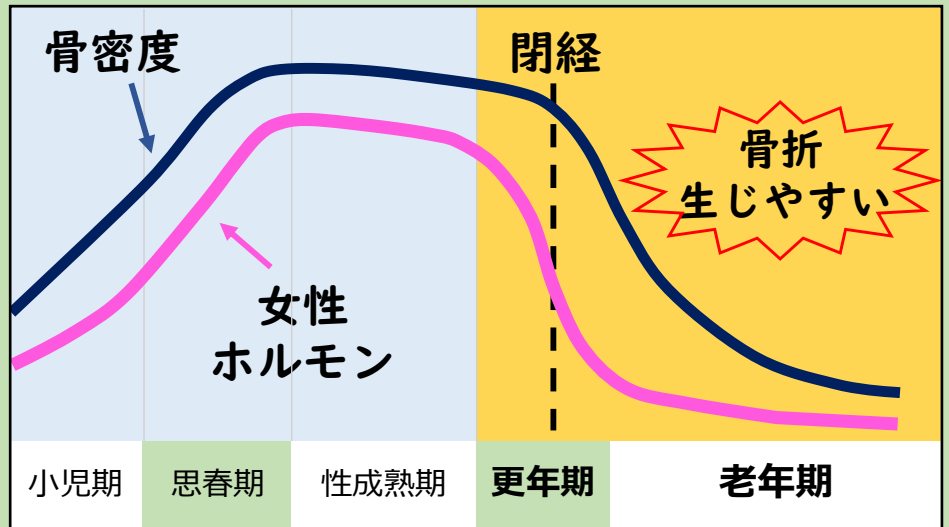 骨密度
閉経
骨折
生じやすい
女性
ホルモン
小児期
思春期
性成熟期
更年期
老年期